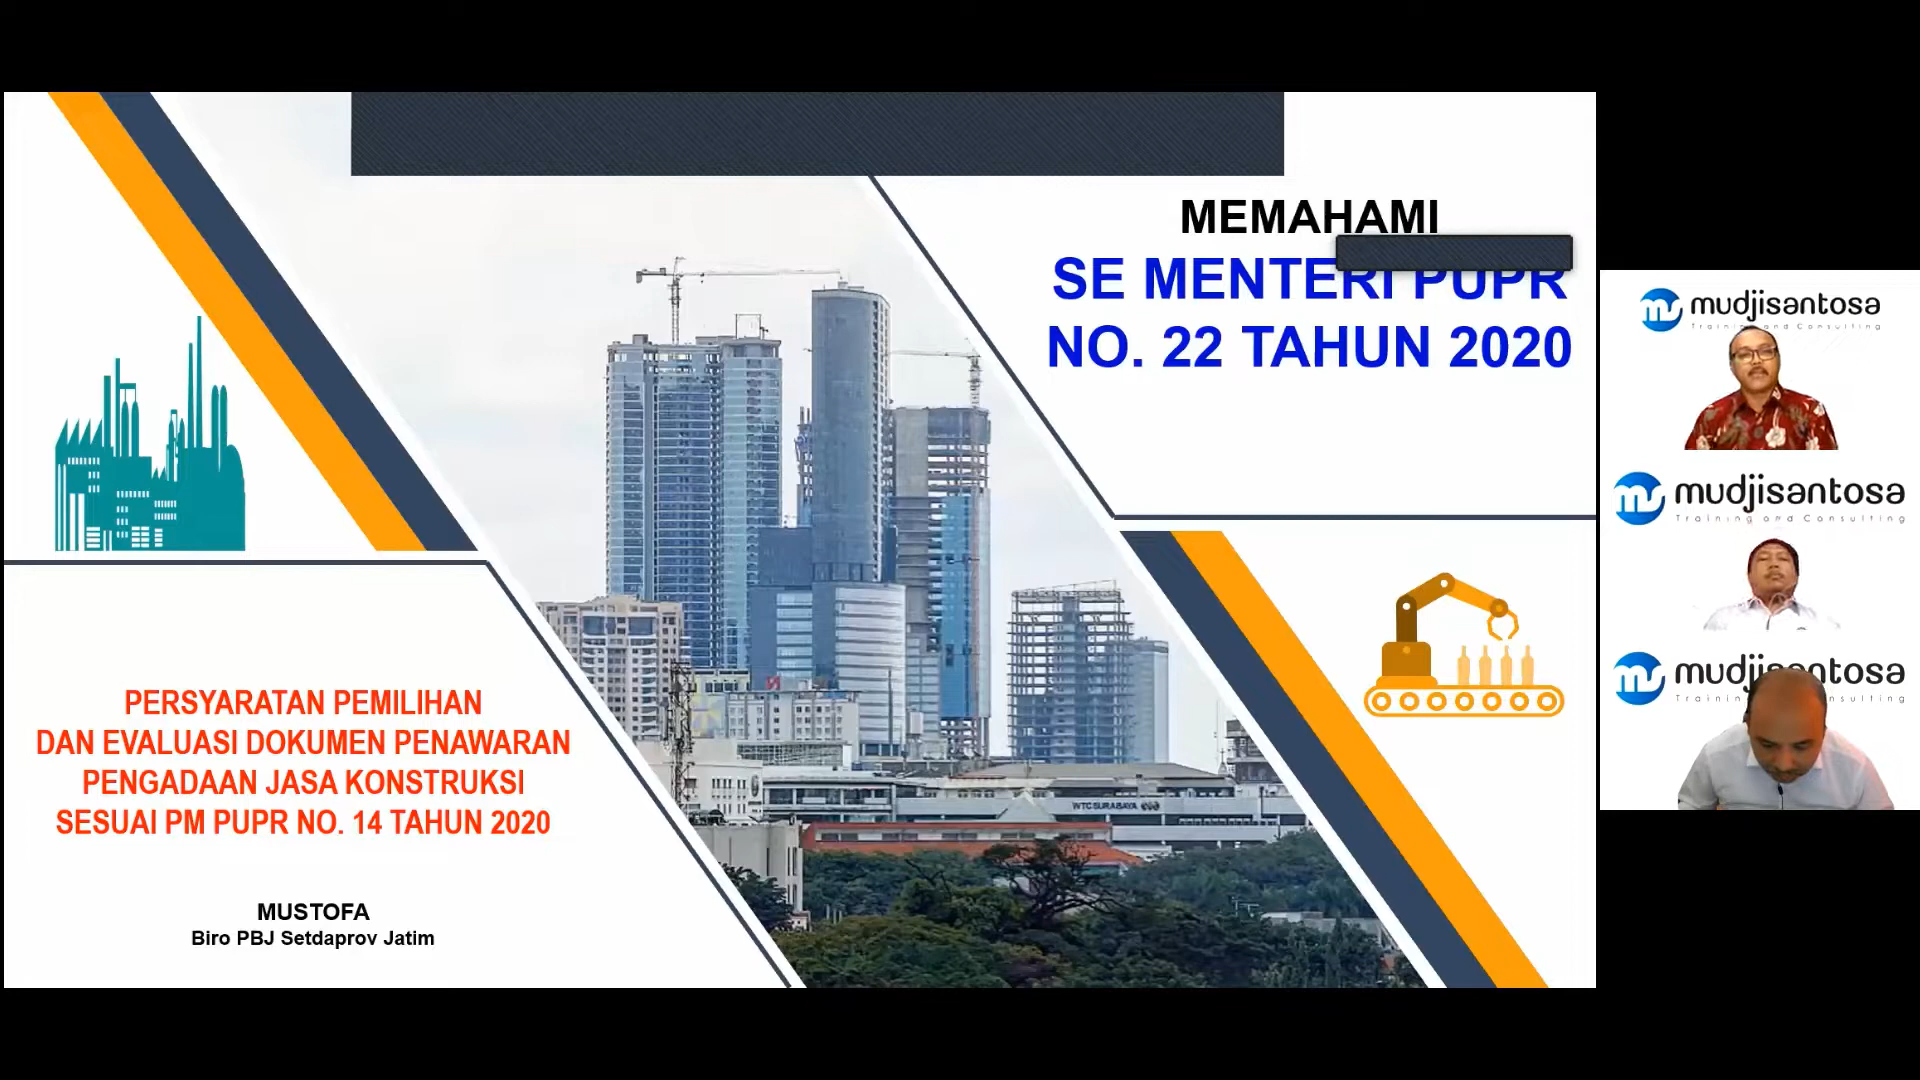 MEMAHAMI
SE MENTERI PUPR
NO. 22 TAHUN 2020
PERSYARATAN PEMILIHAN
DAN EVALUASI DOKUMEN PENAWARAN
PENGADAAN JASA KONSTRUKSI
SESUAI PM PUPR NO. 14 TAHUN 2020
MUSTOFA
Biro PBJ Setdaprov Jatim
WTC SURABAYA
mudjisantosa
Training and Consulting
mudjisantosa
Training and Consulting
mudjisantosa